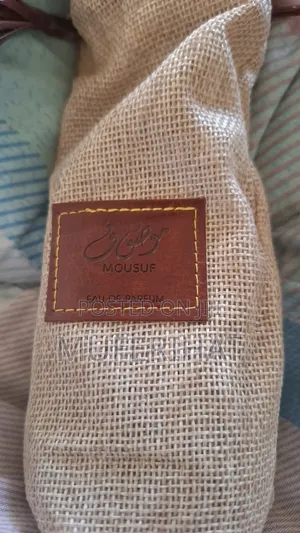 موصوف
MOUSUF
EAU DE PARFUM
POSTED ON